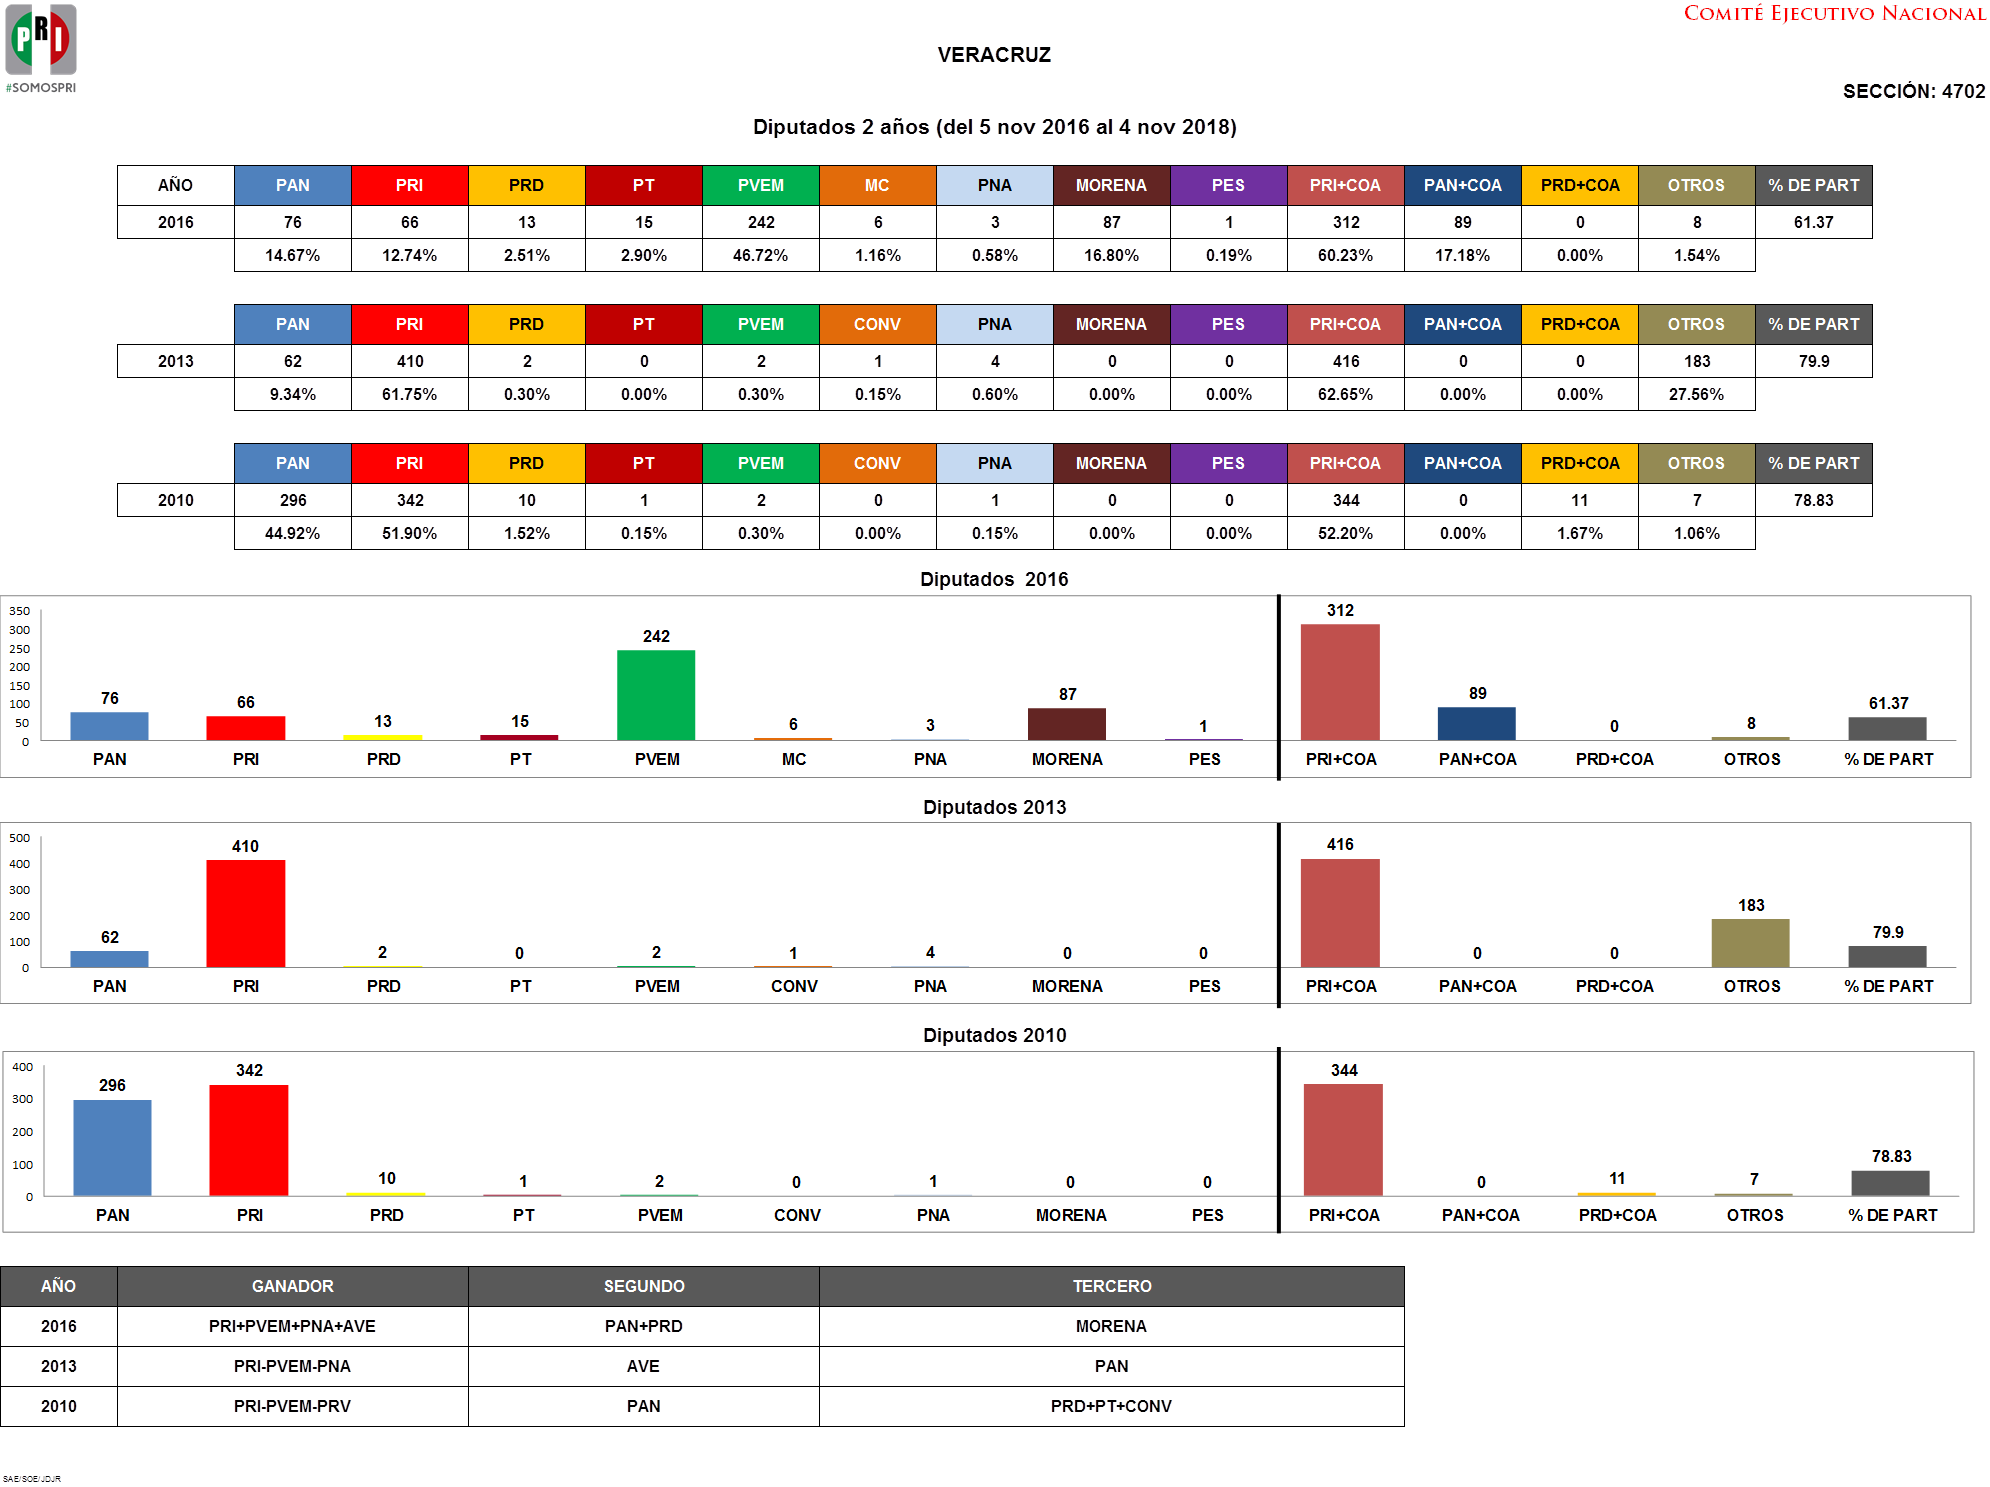 COMITÉ EJECUTIVO NACIONAL
PRI
#SOMOSPRI
VERACRUZ
SECCIÓN: 4702
Diputados 2 años (del 5 nov 2016 al 4 nov 2018)
AÑO PAN PRI PRD PT PVEM MC PNA MORENA PES PRI+COA PAN+COA PRD+COA OTROS % DE PART
2016 76 66 13 15 242 6 3 87 1 312 89 0 8 61.37
14.67% 12.74% 2.51% 2.90% 46.72% 1.16% 0.58% 16.80% 0.19% 60.23% 17.18% 0.00% 1.54%
PAN PRI PRD PT PVEM CONV PNA MORENA PES PRI+COA PAN+COA PRD+COA OTROS % DE PART
2013 62 410 2 0 2 1 4 0 0 416 0 0 183 79.9
9.34% 61.75% 0.30% 0.00% 0.30% 0.15% 0.60% 0.00% 0.00% 62.65% 0.00% 0.00% 27.56%
PAN PRI PRD PT PVEM CONV PNA MORENA PES PRI+COA PAN+COA PRD+COA OTROS % DE PART
2010 296 342 10 1 2 0 1 0 0 344 0 11 7 78.83
44.92% 51.90% 1.52% 0.15% 0.30% 0.00% 0.15% 0.00% 0.00% 52.20% 0.00% 1.67% 1.06%
Diputados 2016
350
300
250
200
150
100
50
0
76 66 13 15 242 6 3 87 1 312 89 0 8 61.37
PAN PRI PRD PT PVEM MC PNA MORENA PES PRI+COA PAN+COA PRD+COA OTROS % DE PART
Diputados 2013
500
400
300
200
100
0
62 410 2 0 2 1 4 0 0 416 0 0 183 79.9
PAN PRI PRD PT PVEM CONV PNA MORENA PES PRI+COA PAN+COA PRD+COA OTROS % DE PART
Diputados 2010
400
300
200
100
0
296 342 10 1 2 0 1 0 0 344 0 11 7 78.83
PAN PRI PRD PT PVEM CONV PNA MORENA PES PRI+COA PAN+COA PRD+COA OTROS % DE PART
AÑO GANADOR SEGUNDO TERCERO
2016 PRI+PVEM+PNA+AVE PAN+PRD MORENA
2013 PRI-PVEM-PNA AVE PAN
2010 PRI-PVEM-PRV PAN PRD+PT+CONV
SAE/SOE/JDJR